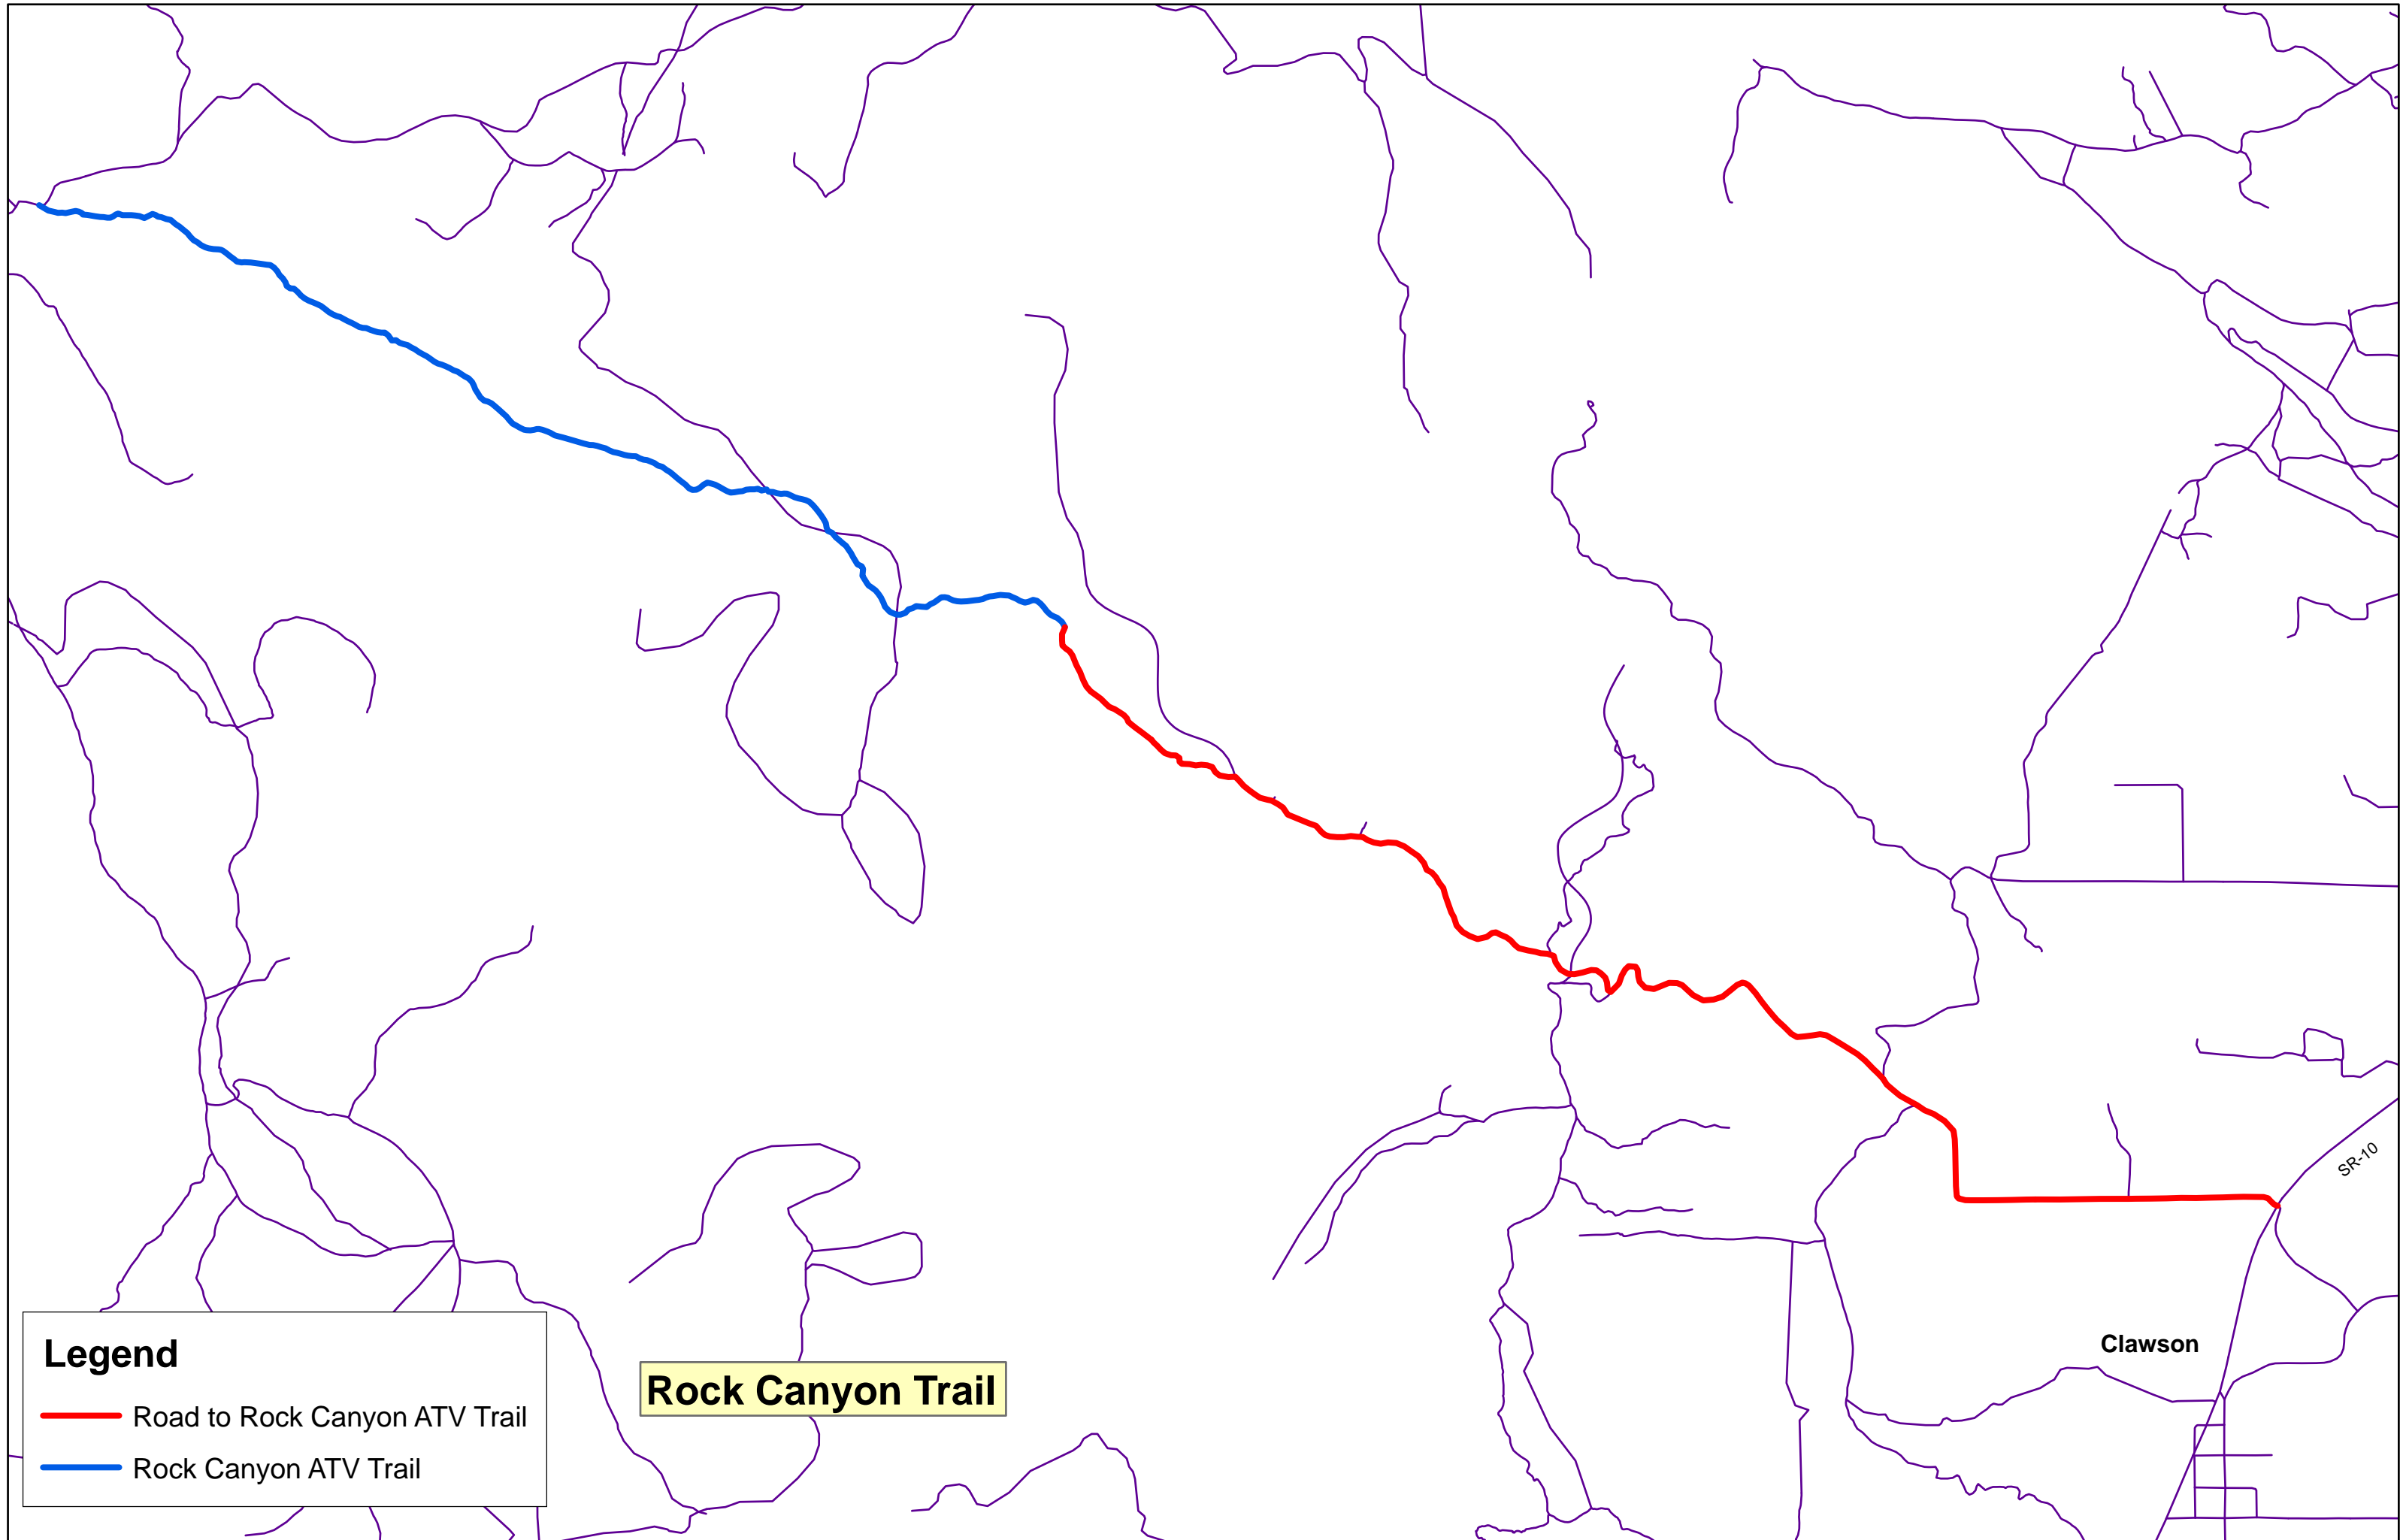 SR-10
Clawson
Legend
Road to Rock Canyon ATV Trail
Rock Canyon ATV Trail
Rock Canyon Trail